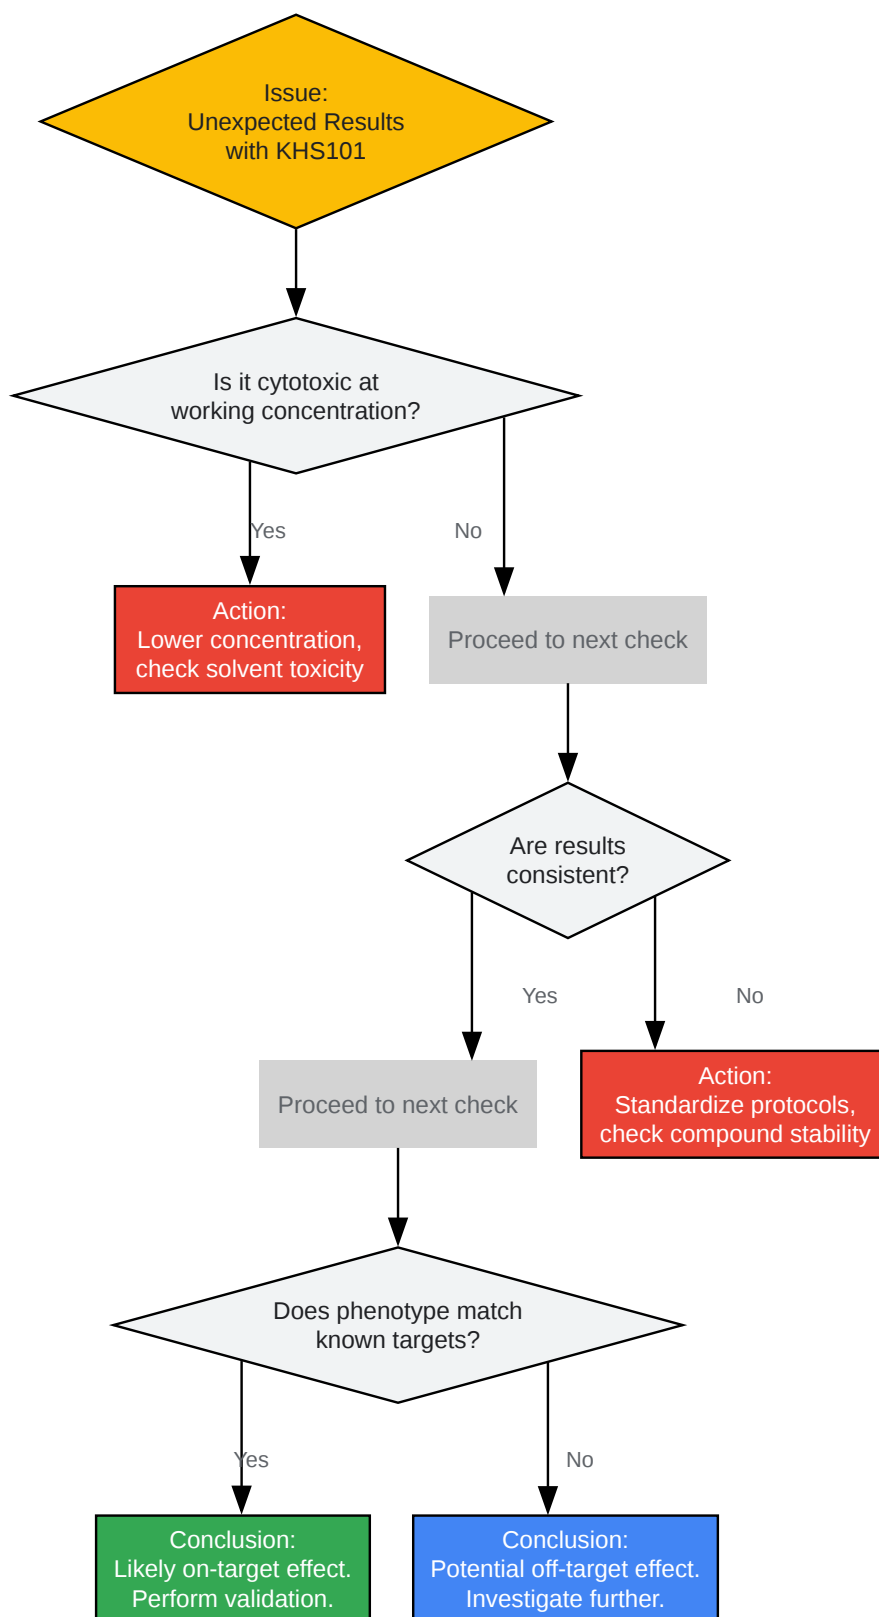 Issue:
Unexpected Results
with KHS101
Is it cytotoxic at
working concentration?
Yes
No
Action:
Lower concentration,
check solvent toxicity
Proceed to next check
Are results
consistent?
Yes
No
Proceed to next check
Action:
Standardize protocols,
check compound stability
Does phenotype match
known targets?
Yes
No
Conclusion:
Likely on-target effect.
Perform validation.
Conclusion:
Potential off-target effect.
Investigate further.